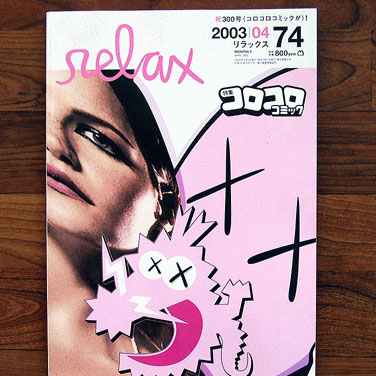 祝300号(コロコロコミックが)!
relax
2003|04 74
リラックス
MONTHLY
800yen
特集
コロコロ
コミック